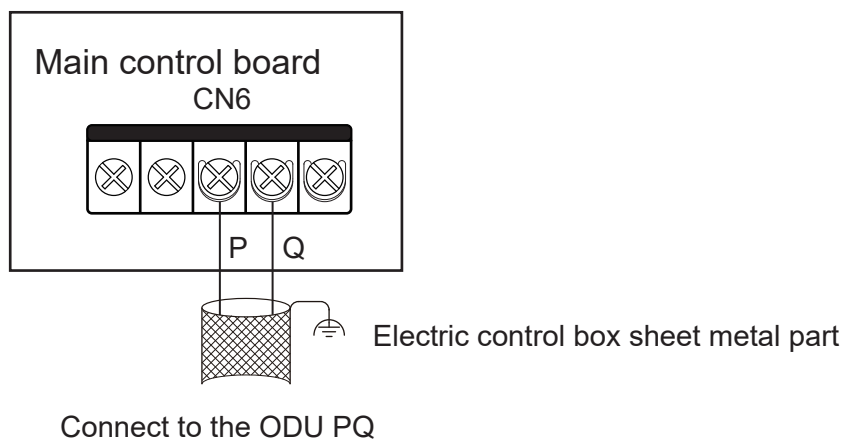 Main control board
CN6
P Q
Electric control box sheet metal part
Connect to the ODU PQ